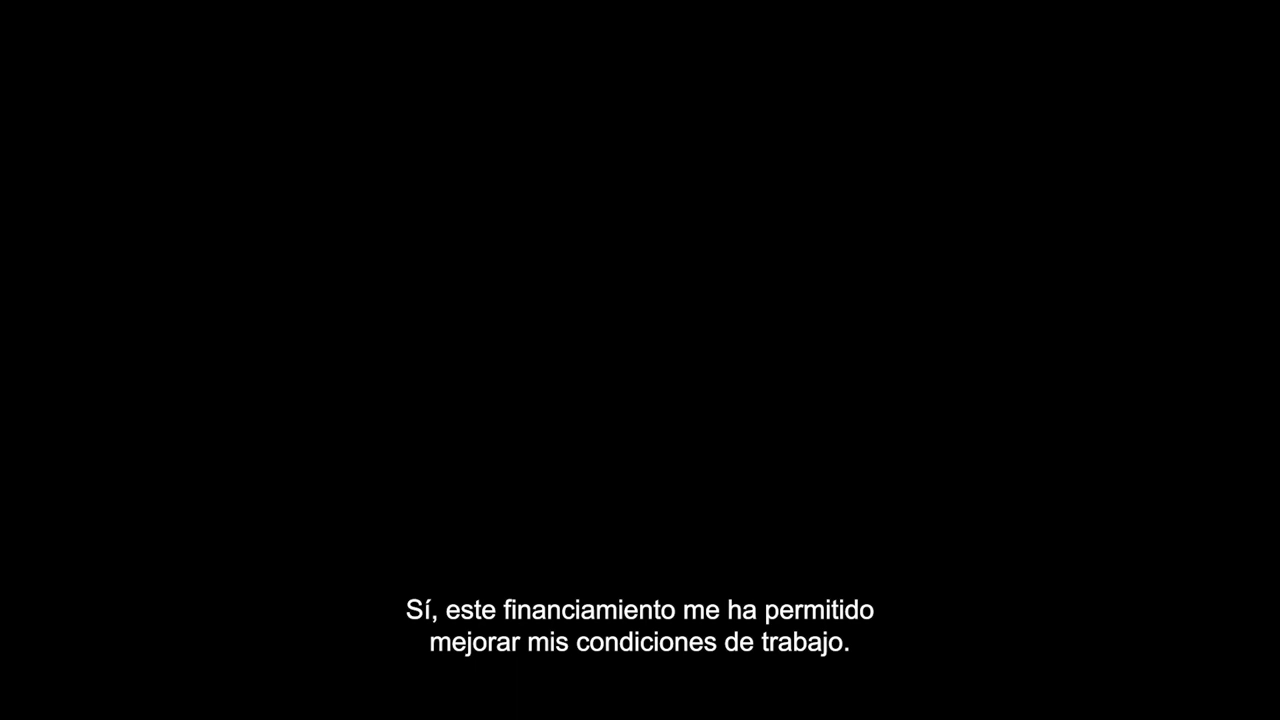 Sí, este financiamiento me ha permitido
mejorar mis condiciones de trabajo.